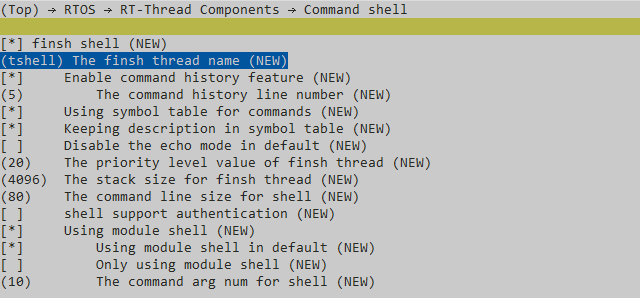 (Top) → RTOS → RT-Thread Components → Command shell
[*] finsh shell (NEW)
(tshell) The finsh thread name (NEW)
[*] Enable command history feature (NEW)
(5) The command history line number (NEW)
[*] Using symbol table for commands (NEW)
[*] Keeping description in symbol table (NEW)
[ ] Disable the echo mode in default (NEW)
(20) The priority level value of finsh thread (NEW)
(4096) The stack size for finsh thread (NEW)
(80) The command line size for shell (NEW)
[ ] shell support authentication (NEW)
[*] Using module shell (NEW)
[*] Using module shell in default (NEW)
[ ] Only using module shell (NEW)
(10) The command arg num for shell (NEW)